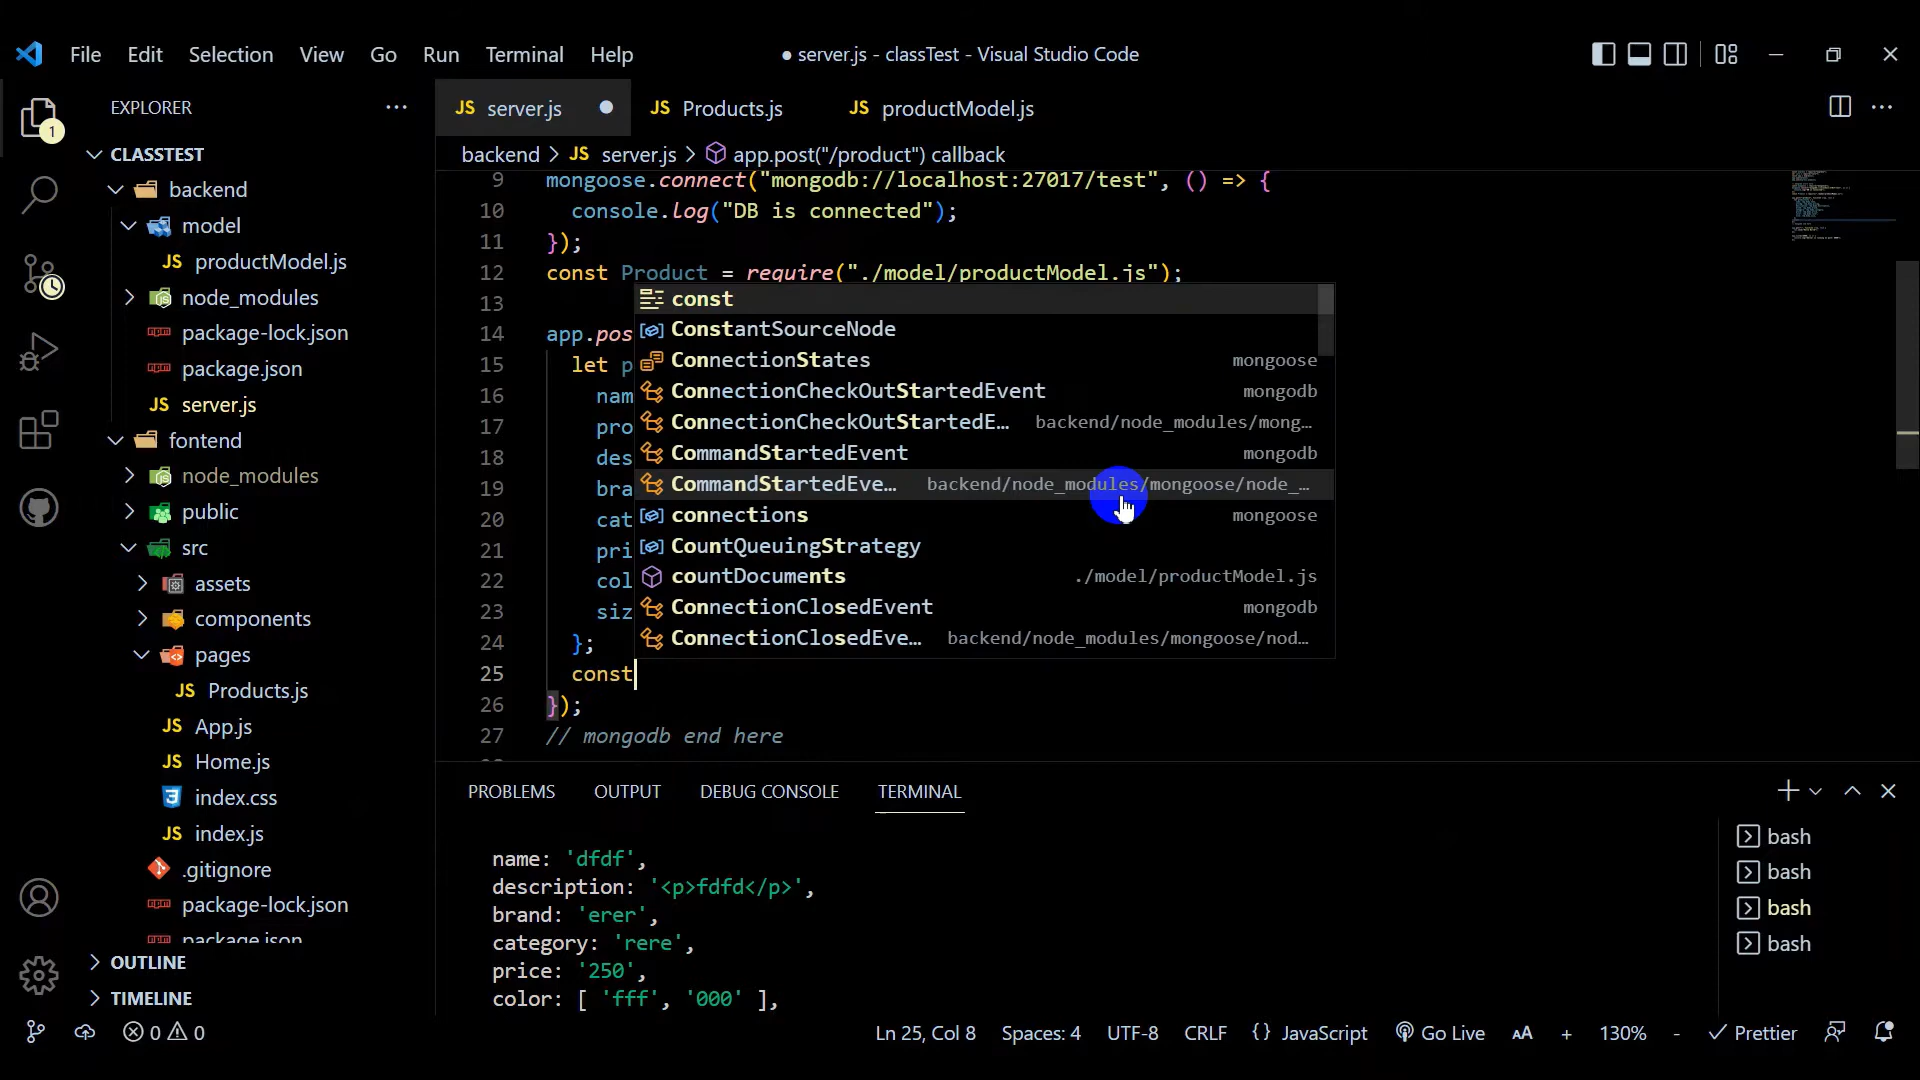 File Edit Selection View Go Run Terminal Help
● server.js - classTest - Visual Studio Code
EXPLORER
JS server.js
JS Products.js
JS productModel.js
backend > JS server.js > app.post("/product") callback
1
CLASSTEST
backend
model
JS productModel.js
node_modules
package-lock.json
package.json
JS server.js
fontend
node_modules
public
src
assets
components
pages
JS Products.js
JS App.js
JS Home.js
index.css
JS index.js
.gitignore
package-lock.json
package.json
OUTLINE
TIMELINE
9 mongoose.connect("mongodb://localhost:27017/test", () => {
10 console.log("DB is connected");
11 });
12 const Product = require("./model/productModel.js");
13
14 app.pos
15 let p
16 nam
17 pro
18 des
19 bra
20 cat
21 pri
22 col
23 siz
24 };
25 const
26 });
27 // mongodb end here
const
ConstantSourceNode
ConnectionStates mongoose
ConnectionCheckOutStartedEvent mongodb
ConnectionCheckOutStartedE… backend/node_modules/mong…
CommandStartedEvent mongodb
CommandStartedEve… backend/node_modules/mongoose/node_…
connections mongoose
CountQueuingStrategy
countDocuments ./model/productModel.js
ConnectionClosedEvent mongodb
ConnectionClosedEve… backend/node_modules/mongoose/nod…
PROBLEMS OUTPUT DEBUG CONSOLE TERMINAL
name: 'dfdf',
description: '<p>fdfd</p>',
brand: 'erer',
category: 'rere',
price: '250',
color: [ 'fff', '000' ],
bash
bash
bash
bash
0 0
Ln 25, Col 8 Spaces: 4 UTF-8 CRLF {} JavaScript Go Live AA + 130% - Prettier